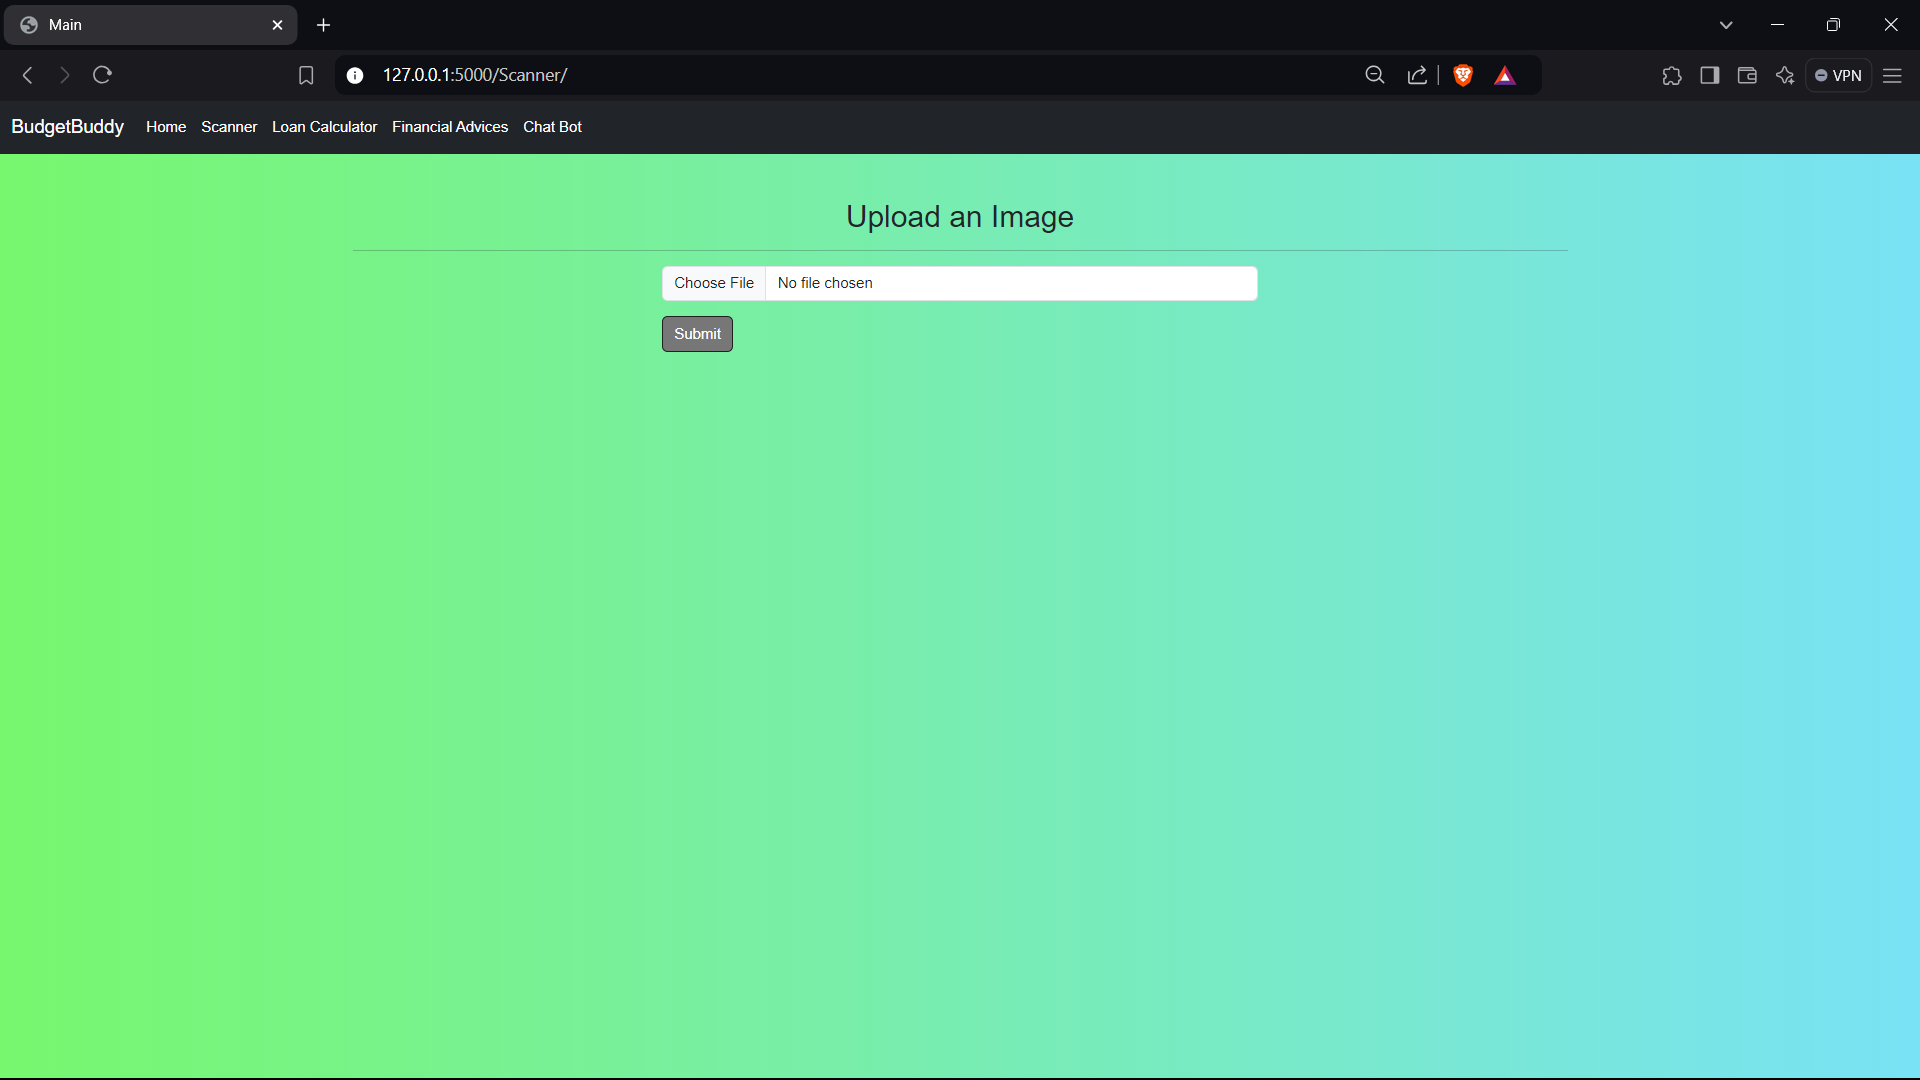 Main
127.0.0.1:5000/Scanner/
VPN
BudgetBuddy Home Scanner Loan Calculator Financial Advices Chat Bot
Upload an Image
Choose File No file chosen
Submit